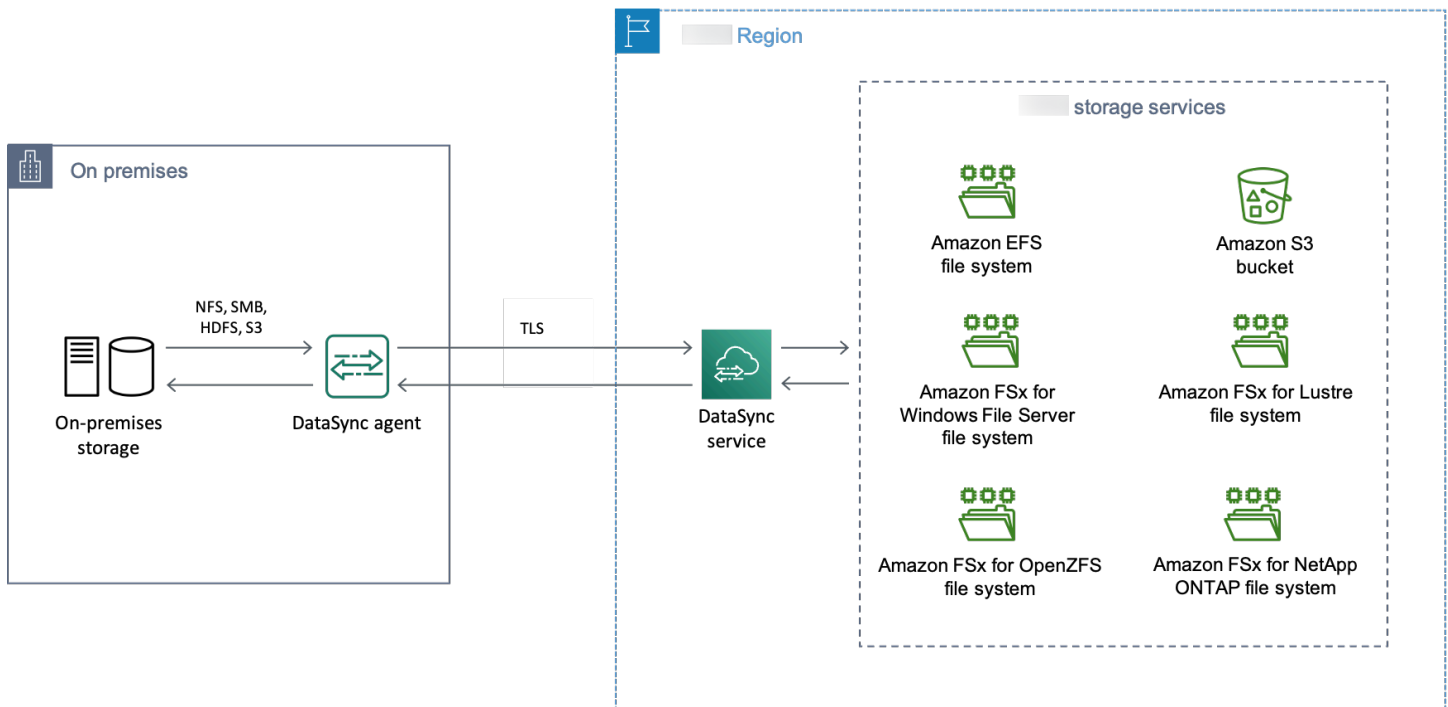 Region
storage services
On premises
Amazon EFS
file system
Amazon S3
bucket
NFS, SMB,
HDFS, S3
TLS
On-premises
storage
DataSync agent
DataSync
service
Amazon FSx for
Windows File Server
file system
Amazon FSx for Lustre
file system
Amazon FSx for OpenZFS
file system
Amazon FSx for NetApp
ONTAP file system